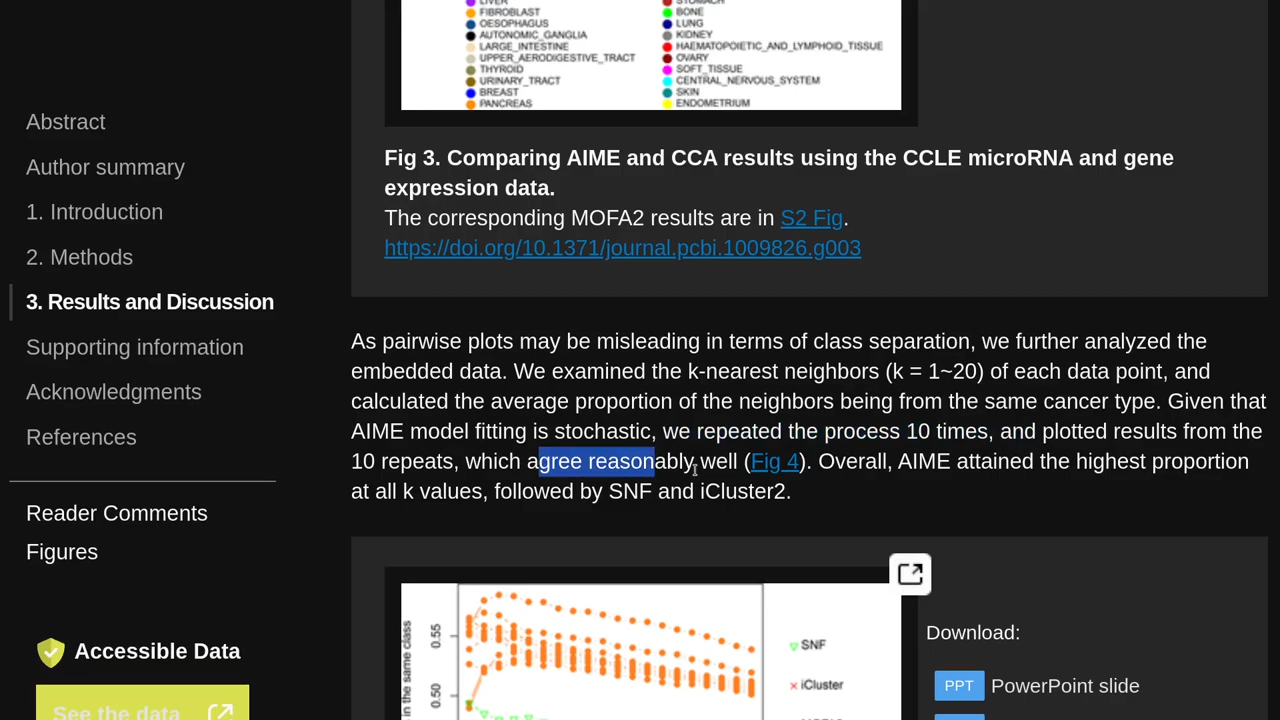 LIVER
STOMACH
FIBROBLAST
BONE
OESOPHAGUS
LUNG
AUTONOMIC_GANGLIA
KIDNEY
LARGE_INTESTINE
HAEMATOPOIETIC_AND_LYMPHOID_TISSUE
UPPER_AERODIGESTIVE_TRACT
OVARY
THYROID
SOFT_TISSUE
URINARY_TRACT
CENTRAL_NERVOUS_SYSTEM
BREAST
SKIN
PANCREAS
ENDOMETRIUM
Abstract
Author summary
1. Introduction
2. Methods
3. Results and Discussion
Supporting information
Acknowledgments
References
Reader Comments
Figures
Accessible Data
See the data
Fig 3. Comparing AIME and CCA results using the CCLE microRNA and gene
expression data.
The corresponding MOFA2 results are in S2 Fig.
https://doi.org/10.1371/journal.pcbi.1009826.g003
As pairwise plots may be misleading in terms of class separation, we further analyzed the
embedded data. We examined the k-nearest neighbors (k = 1~20) of each data point, and
calculated the average proportion of the neighbors being from the same cancer type. Given that
AIME model fitting is stochastic, we repeated the process 10 times, and plotted results from the
10 repeats, which agree reasonably well (Fig 4). Overall, AIME attained the highest proportion
at all k values, followed by SNF and iCluster2.
in the same class
0.55
0.50
SNF
iCluster
Download:
PPT PowerPoint slide